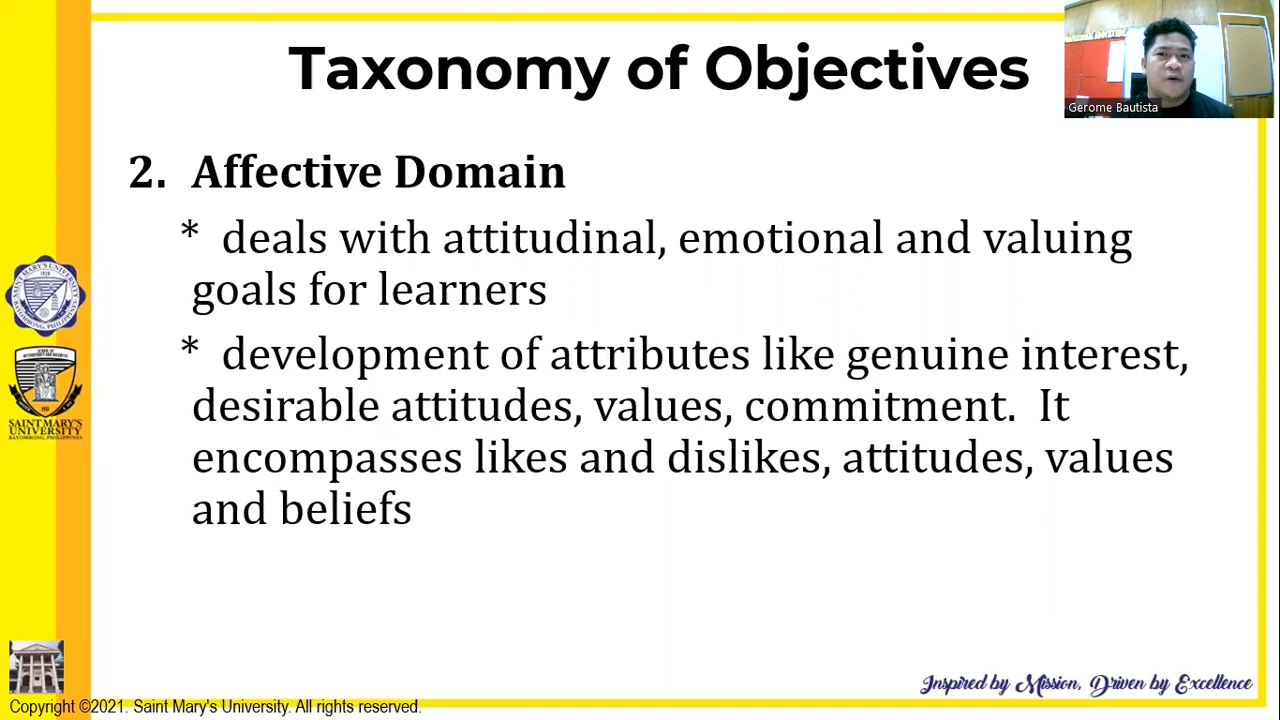 Taxonomy of Objectives
Gerome Bautista
2. Affective Domain
* deals with attitudinal, emotional and valuing
goals for learners
* development of attributes like genuine interest,
desirable attitudes, values, commitment. It
encompasses likes and dislikes, attitudes, values
and beliefs
SAINT MARY'S
UNIVERSITY
BAYOMBONG, PHILIPPINES
Inspired by Mission, Driven by Excellence
Copyright ©2021. Saint Mary's University. All rights reserved.